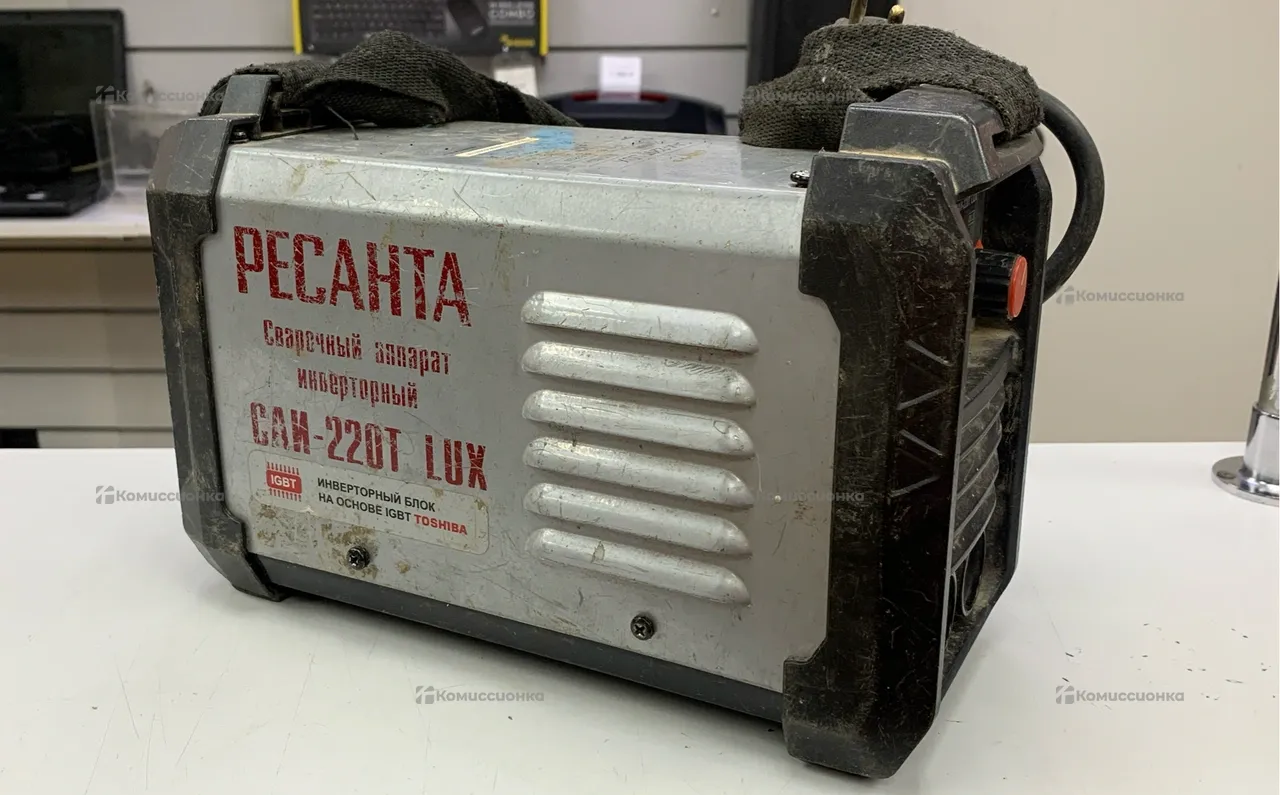 COMBO
РЕСАНТА
Сварочный аппарат
инверторный
САИ-220Т LUX
IGBT
ИНВЕРТОРНЫЙ БЛОК
НА ОСНОВЕ IGBT TOSHIBA
Комиссионка
Комиссионка
Комиссионка
Комиссионка
Комиссионка
Комиссионка
Комиссионка